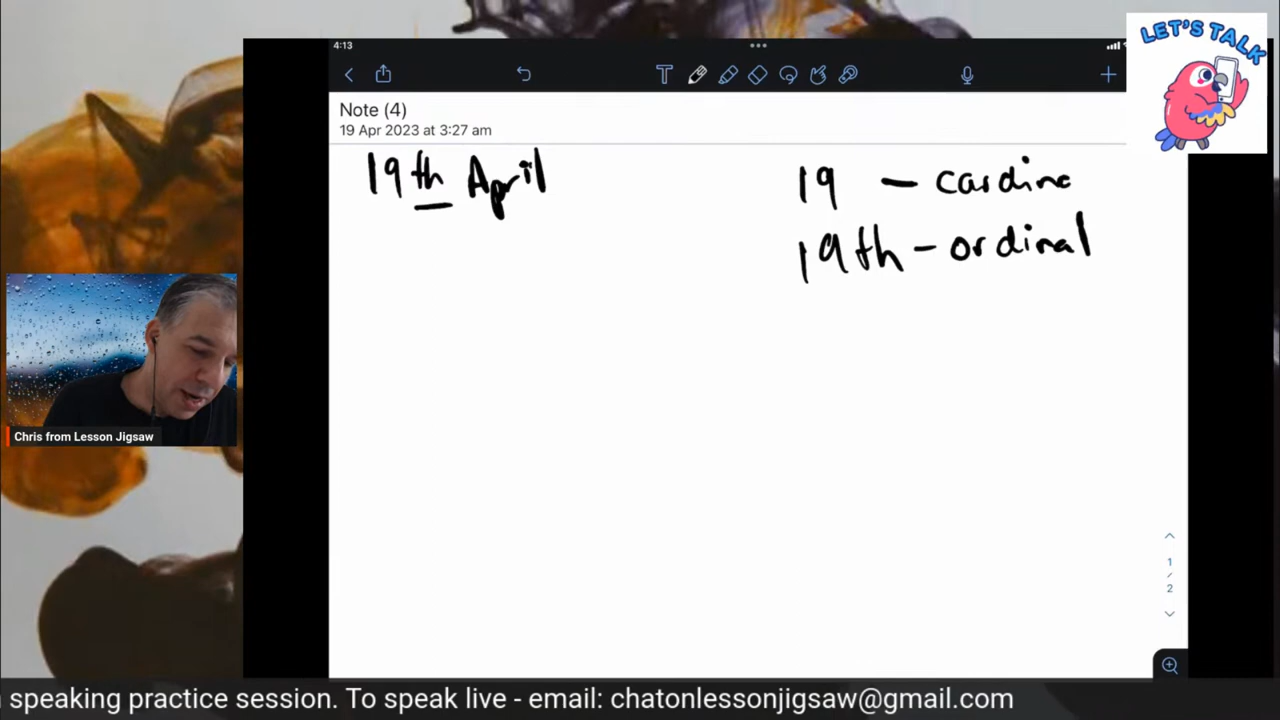 LET'S TALK
4:13
Note (4)
19 Apr 2023 at 3:27 am
19th April
19 - cardina
19th - ordinal
Chris from Lesson Jigsaw
1
/
2
speaking practice session. To speak live - email: chatonlessonjigsaw@gmail.com